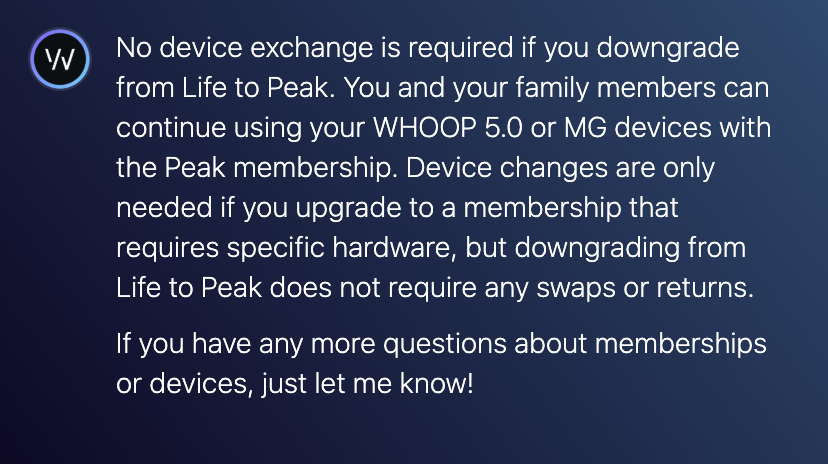 No device exchange is required if you downgrade
from Life to Peak. You and your family members can
continue using your WHOOP 5.0 or MG devices with
the Peak membership. Device changes are only
needed if you upgrade to a membership that
requires specific hardware, but downgrading from
Life to Peak does not require any swaps or returns.
If you have any more questions about memberships
or devices, just let me know!